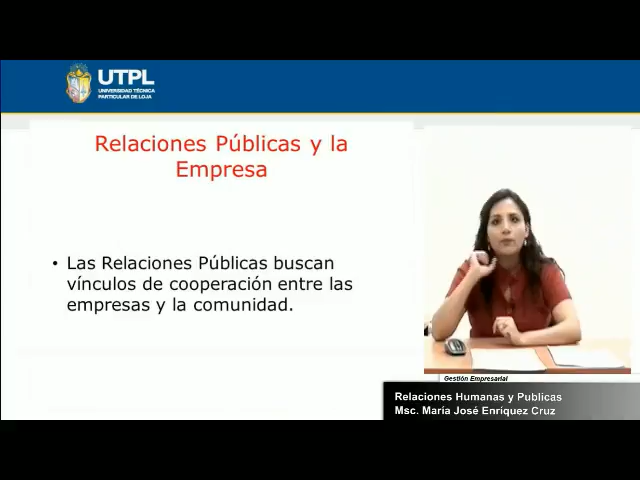 UTPL
UNIVERSIDAD TÉCNICA
PARTICULAR DE LOJA
Relaciones Públicas y la
Empresa
• Las Relaciones Públicas buscan
vínculos de cooperación entre las
empresas y la comunidad.
Gestión Empresarial
Relaciones Humanas y Publicas
Msc. María José Enríquez Cruz